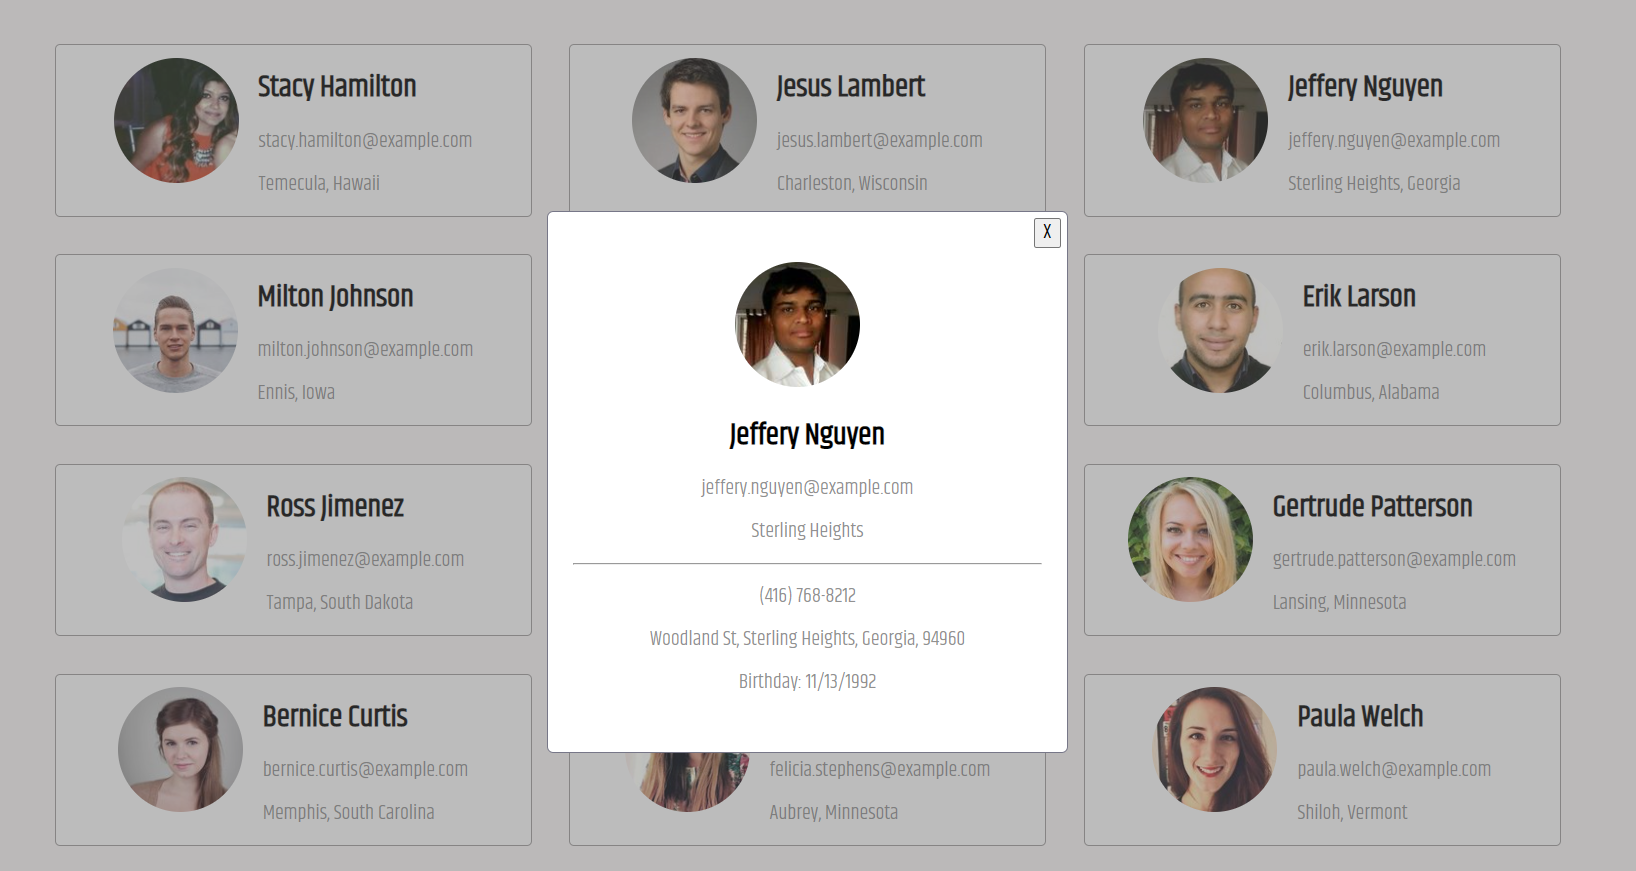 Stacy Hamilton
stacy.hamilton@example.com
Temecula, Hawaii
Jesus Lambert
jesus.lambert@example.com
Charleston, Wisconsin
Jeffery Nguyen
jeffery.nguyen@example.com
Sterling Heights, Georgia
Milton Johnson
milton.johnson@example.com
Ennis, Iowa
X
Jeffery Nguyen
jeffery.nguyen@example.com
Sterling Heights
(416) 768-8212
Woodland St, Sterling Heights, Georgia, 94960
Birthday: 11/13/1992
Erik Larson
erik.larson@example.com
Columbus, Alabama
Ross Jimenez
ross.jimenez@example.com
Tampa, South Dakota
Gertrude Patterson
gertrude.patterson@example.com
Lansing, Minnesota
Bernice Curtis
bernice.curtis@example.com
Memphis, South Carolina
felicia.stephens@example.com
Aubrey, Minnesota
Paula Welch
paula.welch@example.com
Shiloh, Vermont